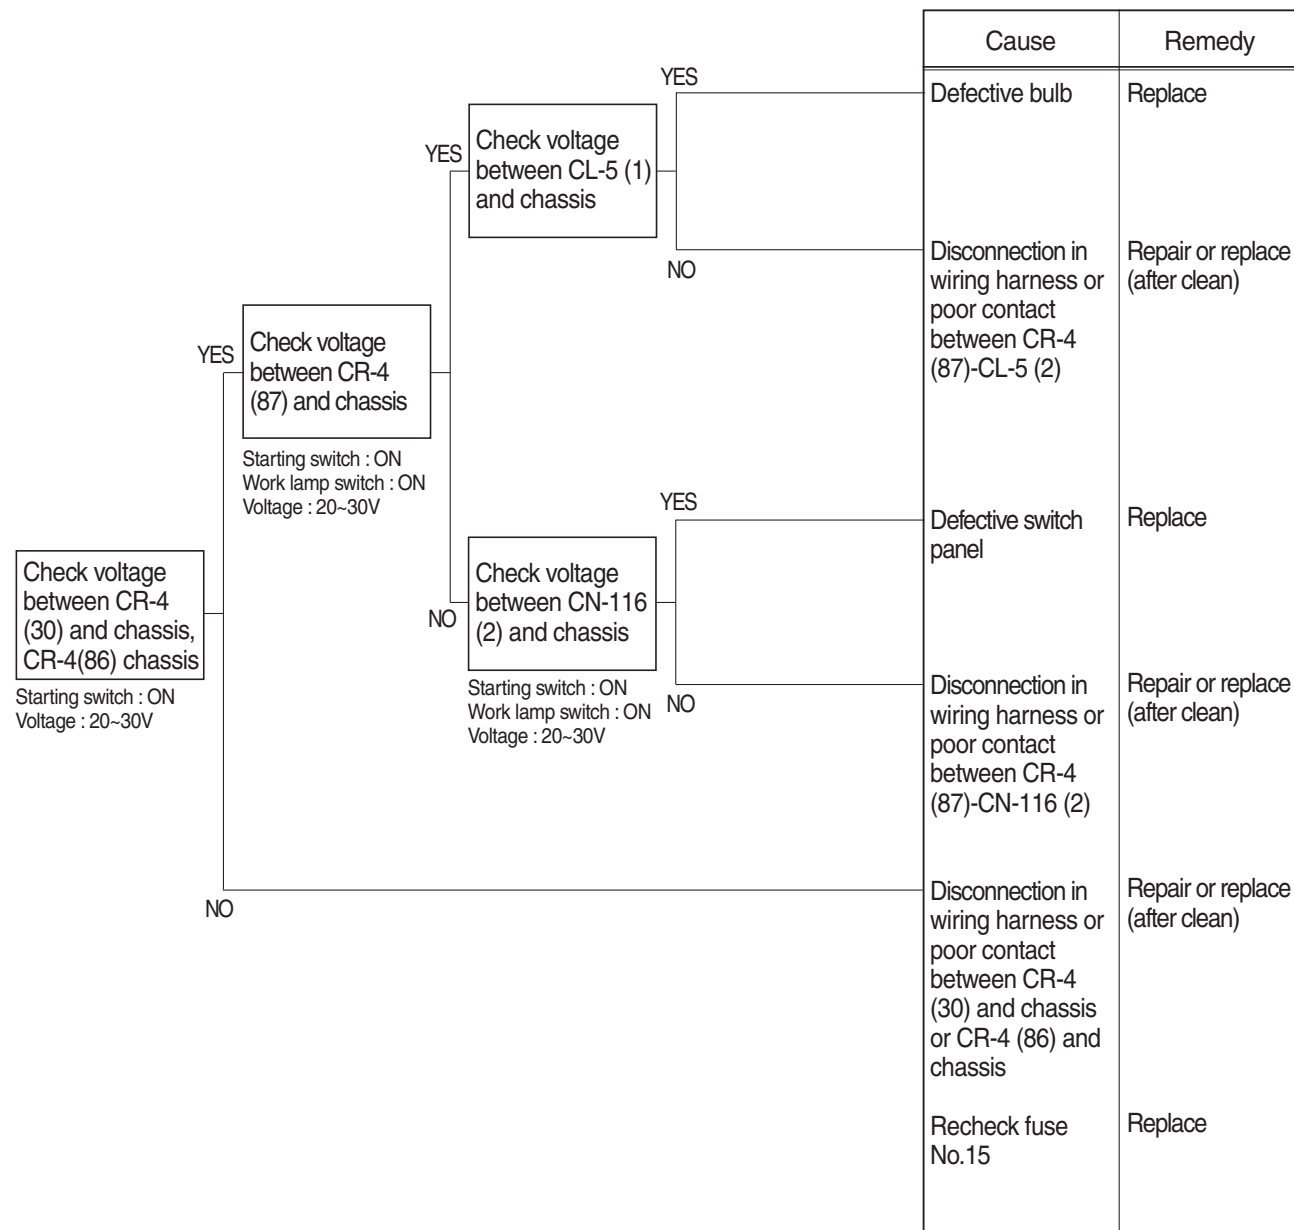 Cause
Remedy
YES
Defective bulb
Replace
YES
Check voltage
between CL-5 (1)
and chassis
NO
Disconnection in
wiring harness or
poor contact
between CR-4
(87)-CL-5 (2)
Repair or replace
(after clean)
YES
Check voltage
between CR-4
(87) and chassis
Starting switch : ON
Work lamp switch : ON
Voltage : 20~30V
YES
Defective switch
panel
Replace
NO
Check voltage
between CN-116
(2) and chassis
Starting switch : ON
Work lamp switch : ON
Voltage : 20~30V
NO
Disconnection in
wiring harness or
poor contact
between CR-4
(87)-CN-116 (2)
Repair or replace
(after clean)
Check voltage
between CR-4
(30) and chassis,
CR-4(86) chassis
Starting switch : ON
Voltage : 20~30V
NO
Disconnection in
wiring harness or
poor contact
between CR-4
(30) and chassis
or CR-4 (86) and
chassis
Repair or replace
(after clean)
Recheck fuse
No.15
Replace